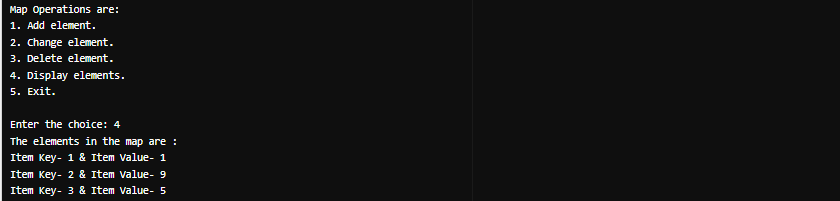 Map Operations are:
1. Add element.
2. Change element.
3. Delete element.
4. Display elements.
5. Exit.
Enter the choice: 4
The elements in the map are :
Item Key- 1 & Item Value- 1
Item Key- 2 & Item Value- 9
Item Key- 3 & Item Value- 5